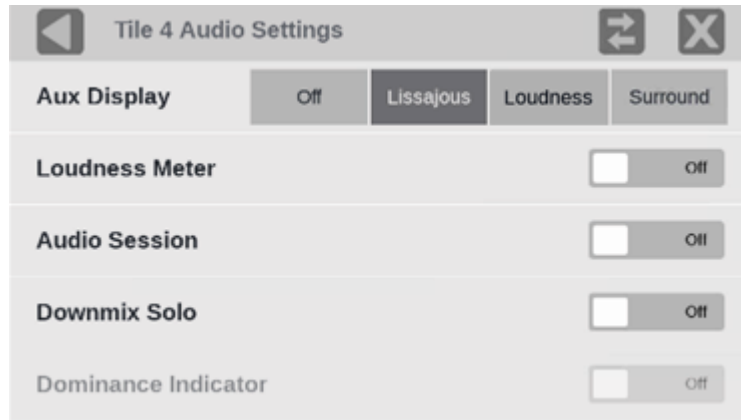 Tile 4 Audio Settings
Aux Display Off Lissajous Loudness Surround
Loudness Meter Off
Audio Session Off
Downmix Solo Off
Dominance Indicator Off